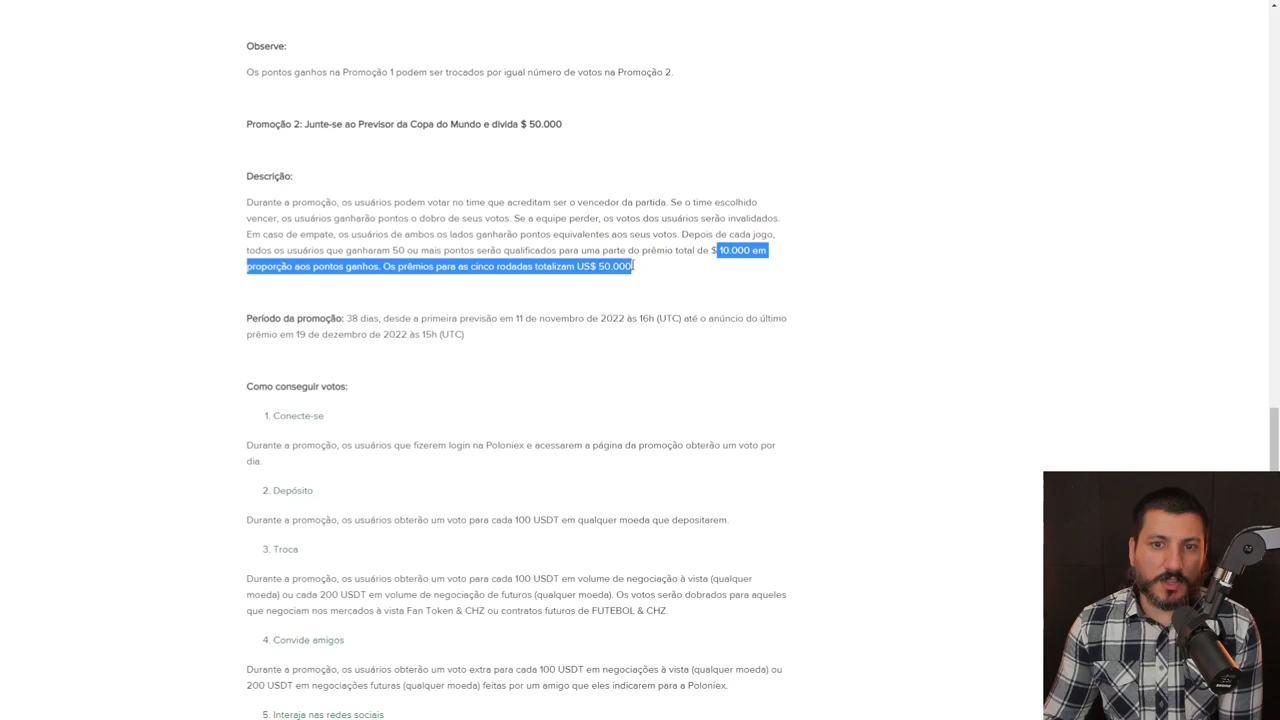 Observe:
Os pontos ganhos na Promoção 1 podem ser trocados por igual número de votos na Promoção 2.
Promoção 2: Junte-se ao Previsor da Copa do Mundo e divida $ 50.000
Descrição:
Durante a promoção, os usuários podem votar no time que acreditam ser o vencedor da partida. Se o time escolhido
vencer, os usuários ganharão pontos o dobro de seus votos. Se a equipe perder, os votos dos usuários serão invalidados.
Em caso de empate, os usuários de ambos os lados ganharão pontos equivalentes aos seus votos. Depois de cada jogo,
todos os usuários que ganharam 50 ou mais pontos serão qualificados para uma parte do prêmio total de $ 10.000 em
proporção aos pontos ganhos. Os prêmios para as cinco rodadas totalizam US$ 50.000
Período da promoção: 38 dias, desde a primeira previsão em 11 de novembro de 2022 às 16h (UTC) até o anúncio do último
prêmio em 19 de dezembro de 2022 às 15h (UTC)
Como conseguir votos:
1. Conecte-se
Durante a promoção, os usuários que fizerem login na Poloniex e acessarem a página da promoção obterão um voto por
dia.
2. Depósito
Durante a promoção, os usuários obterão um voto para cada 100 USDT em qualquer moeda que depositarem.
3. Troca
Durante a promoção, os usuários obterão um voto para cada 100 USDT em volume de negociação à vista (qualquer
moeda) ou cada 200 USDT em volume de negociação de futuros (qualquer moeda). Os votos serão dobrados para aqueles
que negociam nos mercados à vista Fan Token & CHZ ou contratos futuros de FUTEBOL & CHZ.
4. Convide amigos
Durante a promoção, os usuários obterão um voto extra para cada 100 USDT em negociações à vista (qualquer moeda) ou
200 USDT em negociações futuras (qualquer moeda) feitas por um amigo que eles indicarem para a Poloniex.
5. Interaja nas redes sociais